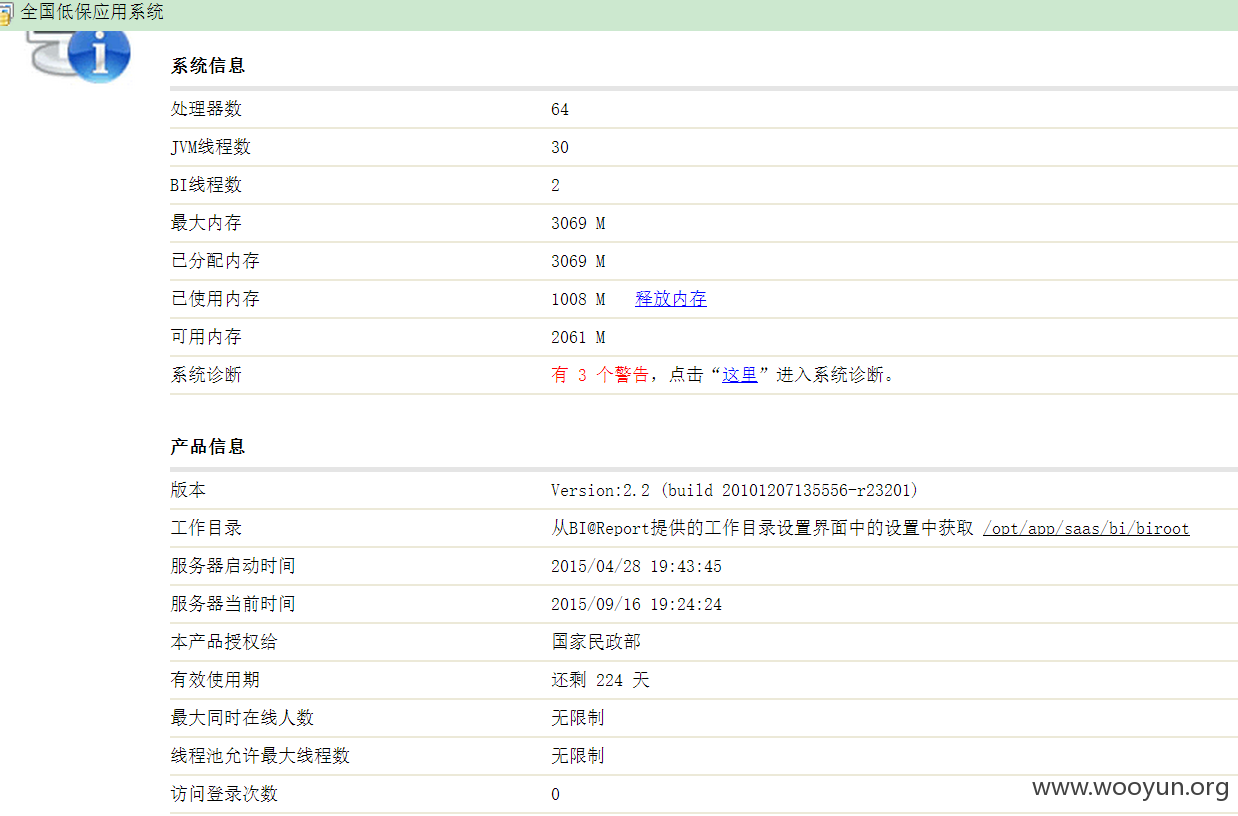 全国低保应用系统
系统信息
处理器数 64
JVM线程数 30
BI线程数 2
最大内存 3069 M
已分配内存 3069 M
已使用内存 1008 M 释放内存
可用内存 2061 M
系统诊断 有 3 个警告，点击“这里”进入系统诊断。
产品信息
版本 Version:2.2 (build 20101207135556-r23201)
工作目录 从BI@Report提供的工作目录设置界面中的设置中获取 /opt/app/saas/bi/biroot
服务器启动时间 2015/04/28 19:43:45
服务器当前时间 2015/09/16 19:24:24
本产品授权给 国家民政部
有效使用期 还剩 224 天
最大同时在线人数 无限制
线程池允许最大线程数 无限制
访问登录次数 0
www.wooyun.org